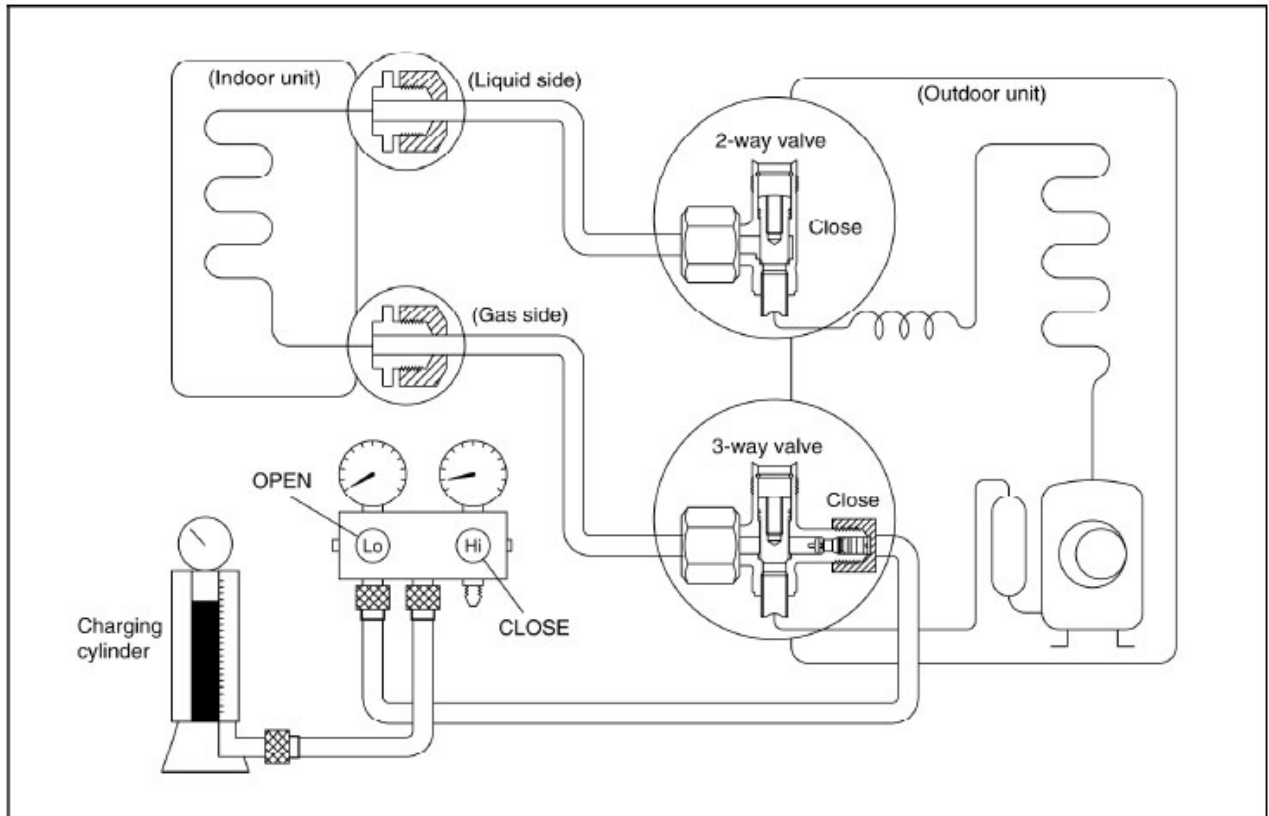 (Indoor unit)
(Liquid side)
(Outdoor unit)
2-way valve
Close
(Gas side)
3-way valve
Close
OPEN
Lo
Hi
CLOSE
Charging
cylinder